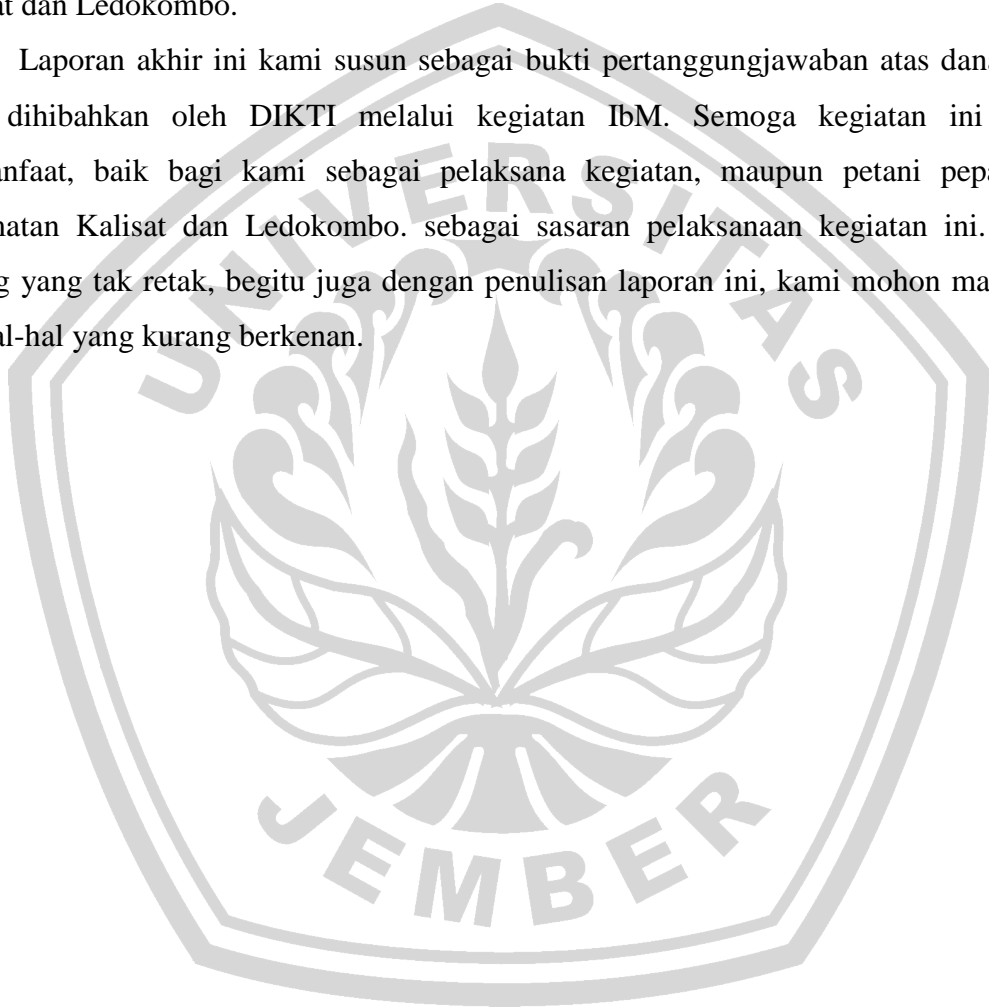 at dan Ledokombo.
Laporan akhir ini kami susun sebagai bukti pertanggungjawaban atas dana
dihibahkan oleh DIKTI melalui kegiatan IbM. Semoga kegiatan ini
anfaat, baik bagi kami sebagai pelaksana kegiatan, maupun petani pepa
matan Kalisat dan Ledokombo. sebagai sasaran pelaksanaan kegiatan ini.
g yang tak retak, begitu juga dengan penulisan laporan ini, kami mohon ma
al-hal yang kurang berkenan.
UNIVERSITAS
JEMBER